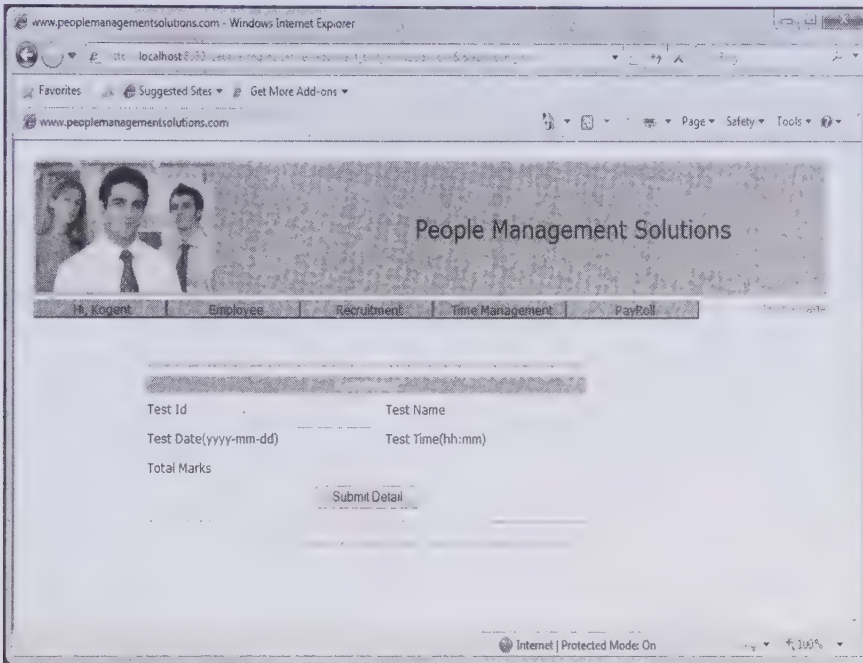 www.peoplemanagementsolutions.com - Windows Internet Explorer
localhost
Favorites Suggested Sites Get More Add-ons
www.peoplemanagementsolutions.com Page Safety Tools
People Management Solutions
Hi, Kogent Employee Recruitment Time Management PayRoll
Test Id Test Name
Test Date(yyyy-mm-dd) Test Time(hh:mm)
Total Marks
Submit Detail
Internet | Protected Mode: On 100%